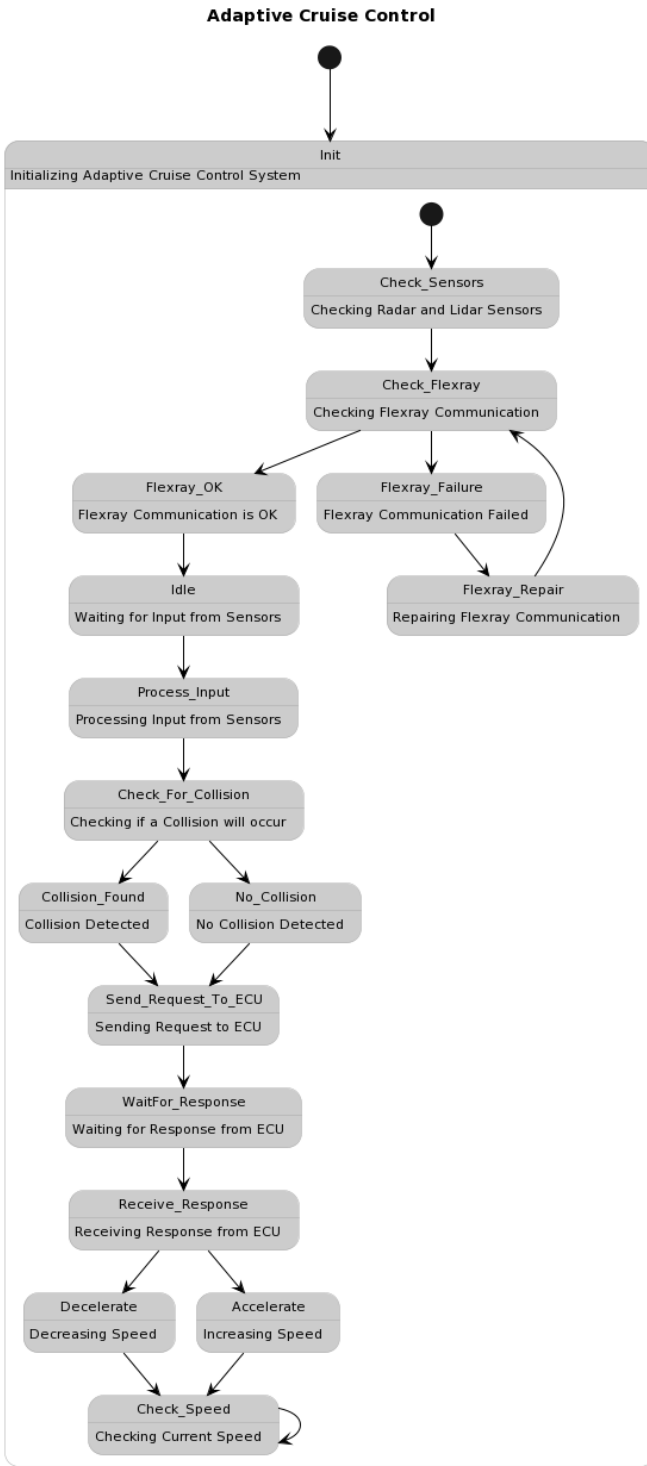 Adaptive Cruise Control
Init
Initializing Adaptive Cruise Control System
Check_Sensors
Checking Radar and Lidar Sensors
Check_Flexray
Checking Flexray Communication
Flexray_OK
Flexray Communication is OK
Flexray_Failure
Flexray Communication Failed
Idle
Waiting for Input from Sensors
Flexray_Repair
Repairing Flexray Communication
Process_Input
Processing Input from Sensors
Check_For_Collision
Checking if a Collision will occur
Collision_Found
Collision Detected
No_Collision
No Collision Detected
Send_Request_To_ECU
Sending Request to ECU
WaitFor_Response
Waiting for Response from ECU
Receive_Response
Receiving Response from ECU
Decelerate
Decreasing Speed
Accelerate
Increasing Speed
Check_Speed
Checking Current Speed